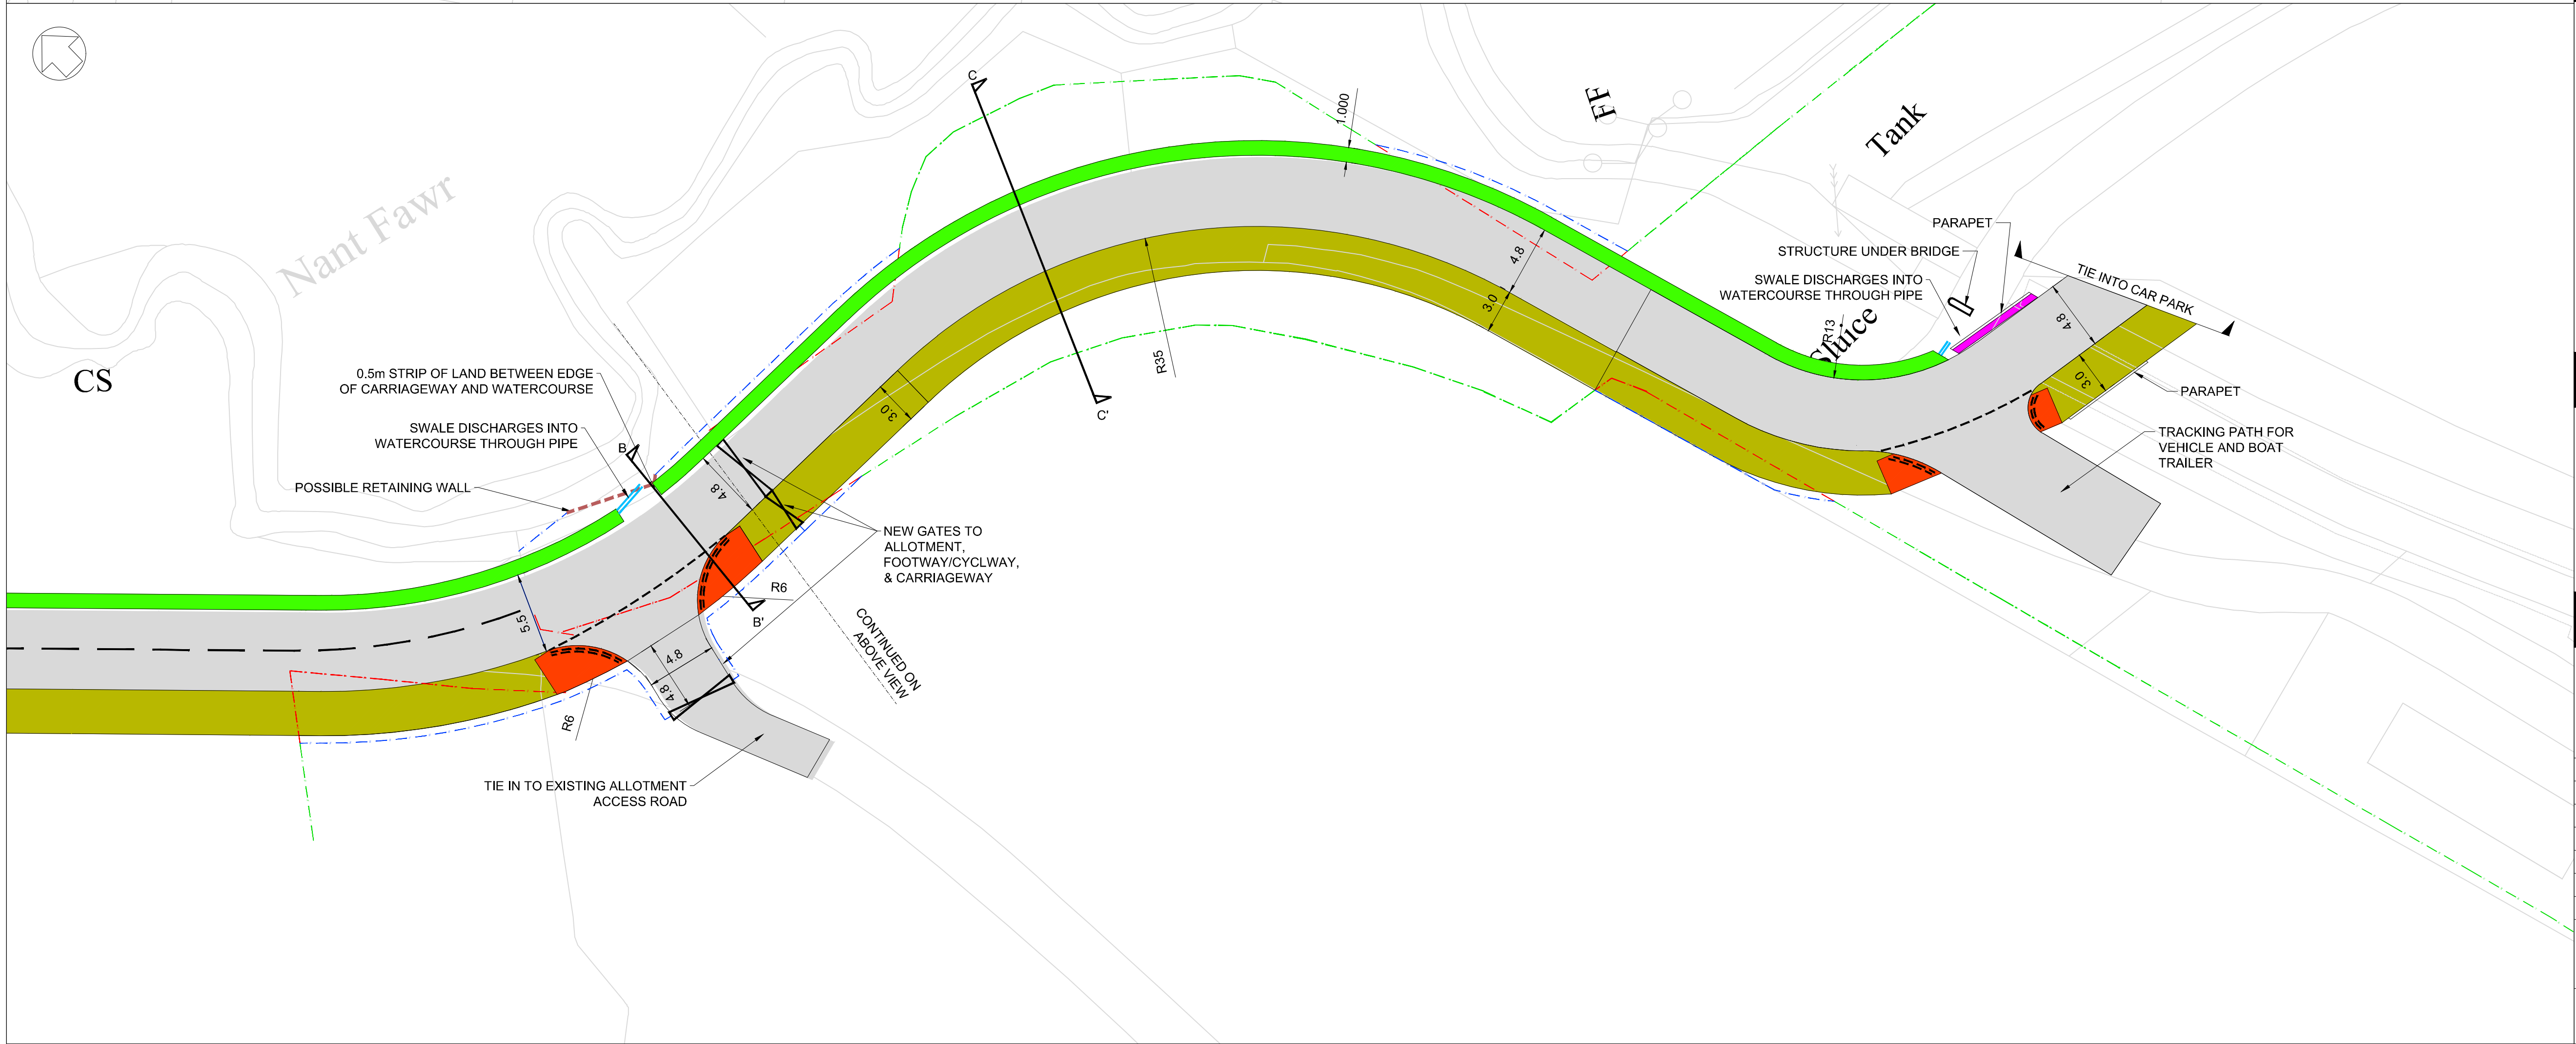 C
1.000
FF
Tank
Nant Fawr
PARAPET
STRUCTURE UNDER BRIDGE
SWALE DISCHARGES INTO
WATERCOURSE THROUGH PIPE
TIE INTO CAR PARK
4.8
3.0
R13
Sluice
4.8
3.0
R35
C'
CS
0.5m STRIP OF LAND BETWEEN EDGE
OF CARRIAGEWAY AND WATERCOURSE
3.0
PARAPET
SWALE DISCHARGES INTO
WATERCOURSE THROUGH PIPE
B
TRACKING PATH FOR
VEHICLE AND BOAT
TRAILER
POSSIBLE RETAINING WALL
4.8
NEW GATES TO
ALLOTMENT,
FOOTWAY/CYCLWAY,
& CARRIAGEWAY
R6
B'
5.5
CONTINUED ON
ABOVE VIEW
4.8
4.8
R6
TIE IN TO EXISTING ALLOTMENT
ACCESS ROAD